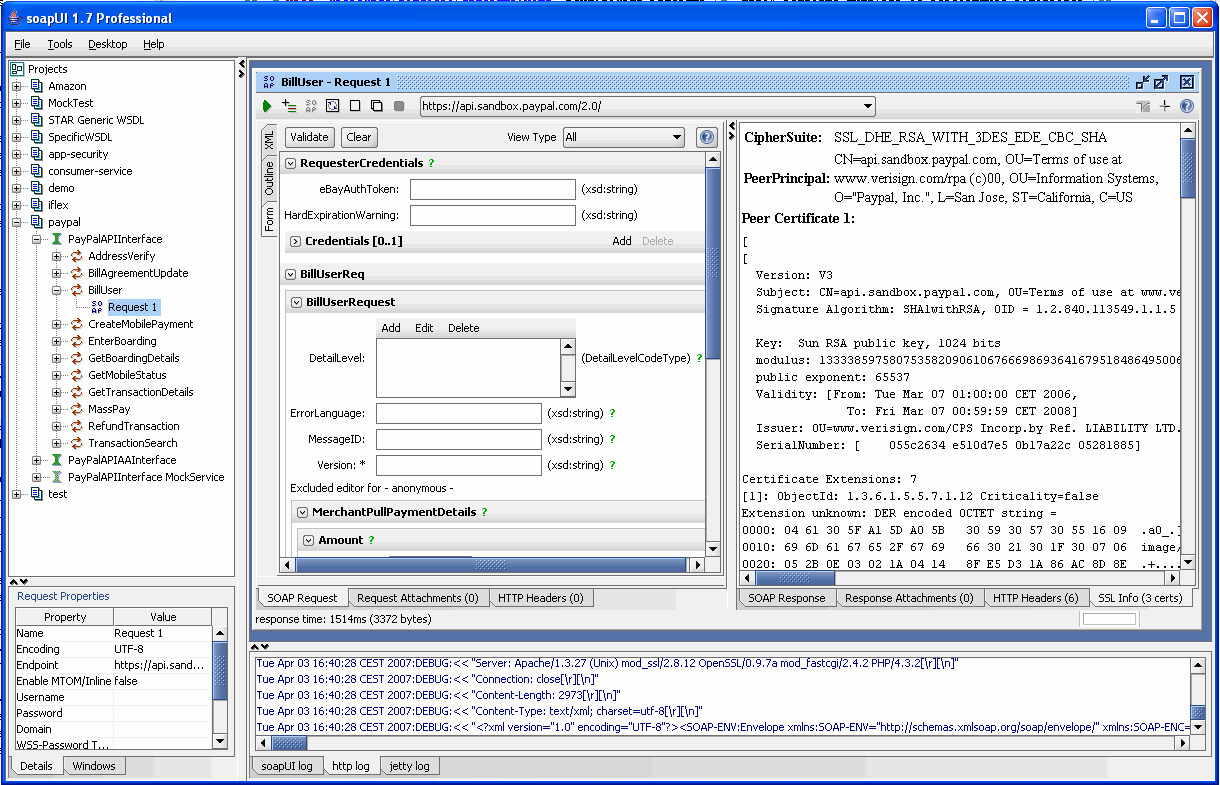 soapUI 1.7 Professional
File Tools Desktop Help
Projects
Amazon
MockTest
STAR Generic WSDL
SpecificWSDL
app-security
consumer-service
demo
iflex
paypal
PayPalAPIInterface
AddressVerify
BillAgreementUpdate
BillUser
Request 1
CreateMobilePayment
EnterBoarding
GetBoardingDetails
GetMobileStatus
GetTransactionDetails
MassPay
RefundTransaction
TransactionSearch
PayPalAPIAAInterface
PayPalAPIInterface MockService
test
Request Properties
Property Value
Name Request 1
Encoding UTF-8
Endpoint https://api.sand...
Enable MTOM/Inline false
Username
Password
Domain
WSS-Password T...
Details Windows
BillUser - Request 1
https://api.sandbox.paypal.com/2.0/
XML
Outline
Form
Validate Clear View Type All
RequesterCredentials ?
eBayAuthToken: (xsd:string)
HardExpirationWarning: (xsd:string)
Credentials [0..1] Add Delete
BillUserReq
BillUserRequest
Add Edit Delete
DetailLevel: (DetailLevelCodeType) ?
ErrorLanguage: (xsd:string) ?
MessageID: (xsd:string) ?
Version: * (xsd:string) ?
Excluded editor for - anonymous -
MerchantPullPaymentDetails ?
Amount ?
SOAP Request Request Attachments (0) HTTP Headers (0)
response time: 1514ms (3372 bytes)
CipherSuite: SSL_DHE_RSA_WITH_3DES_EDE_CBC_SHA
CN=api.sandbox.paypal.com, OU=Terms of use at
PeerPrincipal: www.verisign.com/rpa (c)00, OU=Information Systems,
O="Paypal, Inc.", L=San Jose, ST=California, C=US
Peer Certificate 1:
[
[
Version: V3
Subject: CN=api.sandbox.paypal.com, OU=Terms of use at www.ve
Signature Algorithm: SHA1withRSA, OID = 1.2.840.113549.1.1.5
Key: Sun RSA public key, 1024 bits
modulus: 
public exponent: 65537
Validity: [From: Tue Mar 07 01:00:00 CET 2006,
To: Fri Mar 07 00:59:59 CET 2008]
Issuer: OU=www.verisign.com/CPS Incorp.by Ref. LIABILITY LTD.
SerialNumber: [ 055c2634 e510d7e5 0b17a22c 05281885]
Certificate Extensions: 7
[1]: ObjectId: 1.3.6.1.5.5.7.1.12 Criticality=false
Extension unknown: DER encoded OCTET string =
0000: 04 61 30 5F A1 5D A0 5B 30 59 30 57 30 55 16 09 .a0_.]
0010: 69 6D 61 67 65 2F 67 69 66 30 21 30 1F 30 07 06 image/
0020: 05 2B 0E 03 02 1A 04 14 8F E5 D3 1A 86 AC 8D 8E .+....
SOAP Response Response Attachments (0) HTTP Headers (6) SSL Info (3 certs)
Tue Apr 03 16:40:28 CEST 2007:DEBUG:<< "Server: Apache/1.3.27 (Unix) mod_ssl/2.8.12 OpenSSL/0.9.7a mod_fastcgi/2.4.2 PHP/4.3.2[\r][\n]"
Tue Apr 03 16:40:28 CEST 2007:DEBUG:<< "Connection: close[\r][\n]"
Tue Apr 03 16:40:28 CEST 2007:DEBUG:<< "Content-Length: 2973[\r][\n]"
Tue Apr 03 16:40:28 CEST 2007:DEBUG:<< "Content-Type: text/xml; charset=utf-8[\r][\n]"
Tue Apr 03 16:40:28 CEST 2007:DEBUG:<< "<?xml version="1.0" encoding="UTF-8"?><SOAP-ENV:Envelope xmlns:SOAP-ENV="http://schemas.xmlsoap.org/soap/envelope/" xmlns:SOAP-ENC=
soapUI log http log jetty log